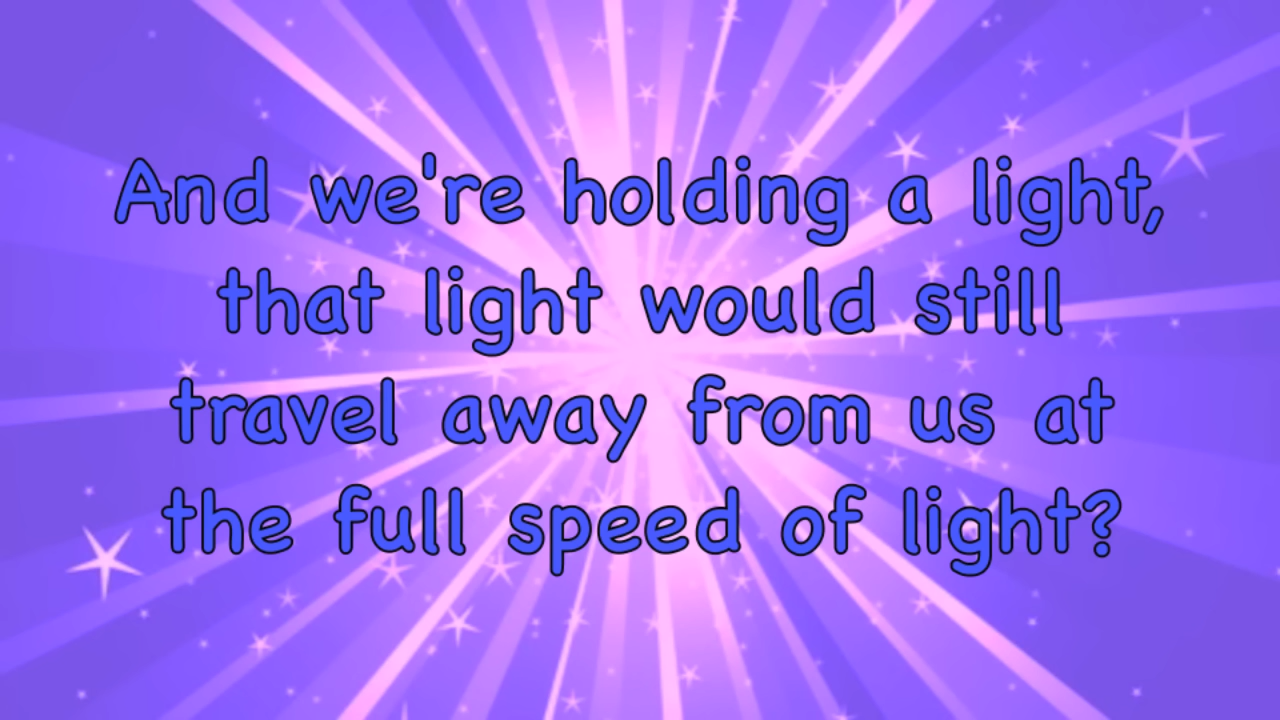 And we're holding a light,
that light would still
travel away from us at
the full speed of light?